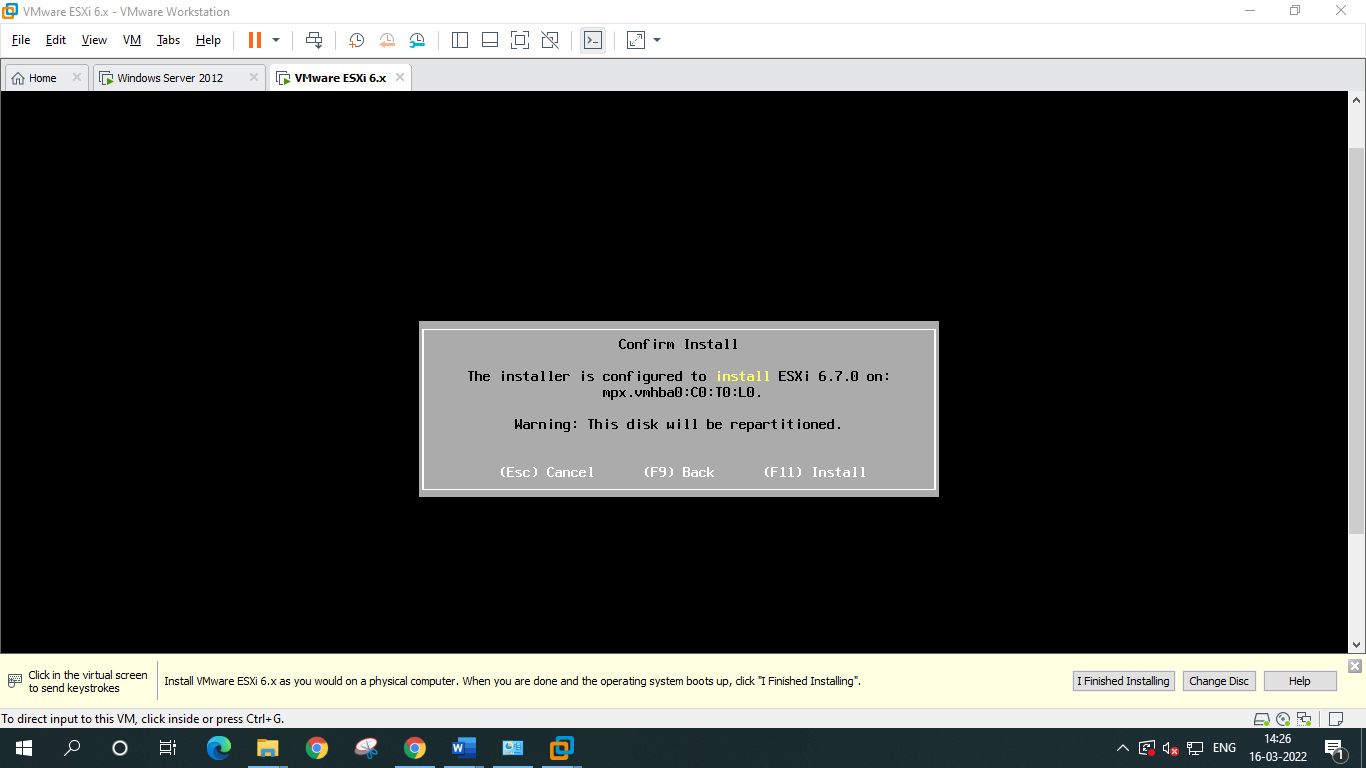 VMware ESXi 6.x - VMware Workstation
File Edit View VM Tabs Help
Home Windows Server 2012 VMware ESXi 6.x
Confirm Install
The installer is configured to install ESXi 6.7.0 on:
mpx.vmhba0:C0:T0:L0.
Warning: This disk will be repartitioned.
(Esc) Cancel (F9) Back (F11) Install
Click in the virtual screen
to send keystrokes
Install VMware ESXi 6.x as you would on a physical computer. When you are done and the operating system boots up, click "I Finished Installing".
I Finished Installing Change Disc Help
To direct input to this VM, click inside or press Ctrl+G.
ENG
14:26
16-03-2022
1